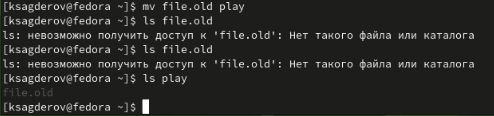 [ksagderov@fedora ~]$ mv file.old play
[ksagderov@fedora ~]$ ls file.old
ls: невозможно получить доступ к 'file.old': Нет такого файла или каталога
[ksagderov@fedora ~]$ ls file.old
ls: невозможно получить доступ к 'file.old': Нет такого файла или каталога
[ksagderov@fedora ~]$ ls play
file.old
[ksagderov@fedora ~]$